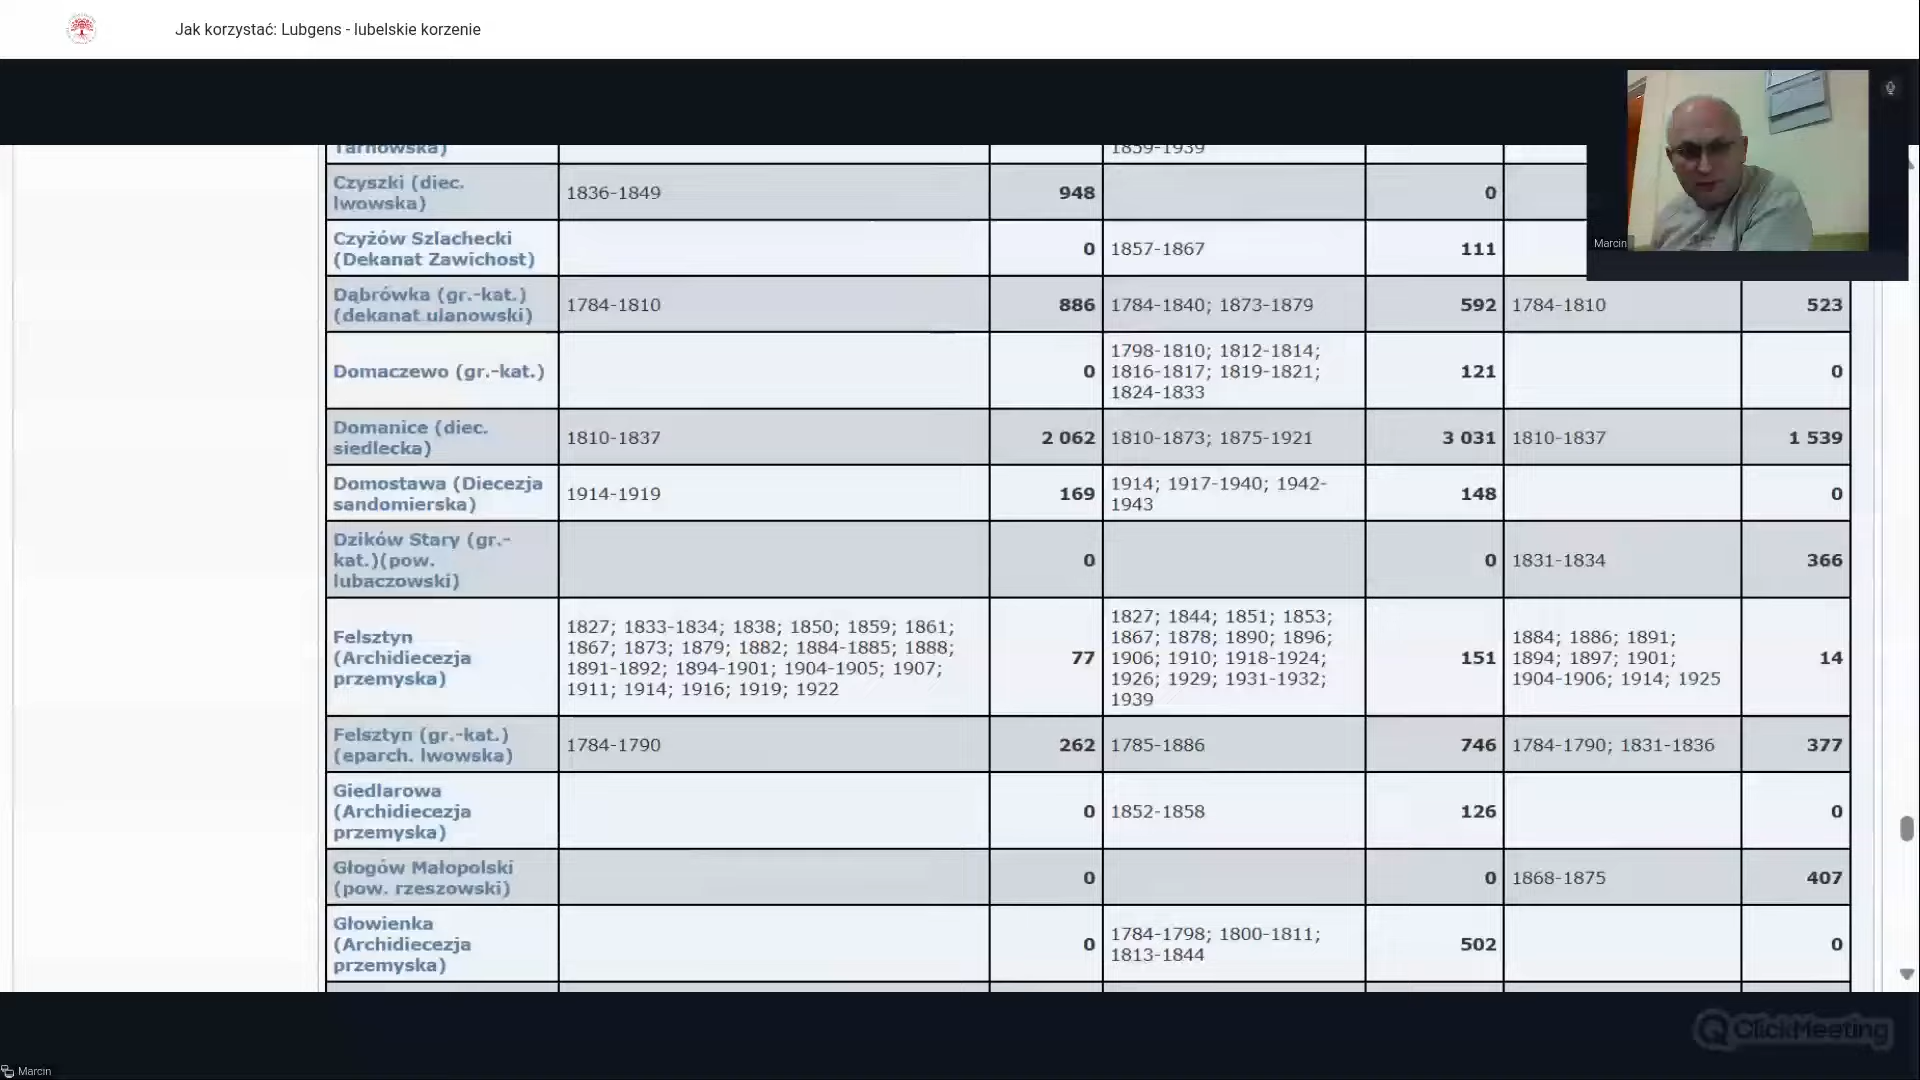 Jak korzystać: Lubgens - lubelskie korzenie
Marcin
Tarnowska)
1859-1939
Czyszki (diec.
lwowska)
1836-1849
948
0
Czyżów Szlachecki
(Dekanat Zawichost)
0
1857-1867
111
Dąbrówka (gr.-kat.)
(dekanat ulanowski)
1784-1810
886
1784-1840; 1873-1879
592
1784-1810
523
Domaczewo (gr.-kat.)
0
1798-1810; 1812-1814;
1816-1817; 1819-1821;
1824-1833
121
0
Domanice (diec.
siedlecka)
1810-1837
2 062
1810-1873; 1875-1921
3 031
1810-1837
1 539
Domostawa (Diecezja
sandomierska)
1914-1919
169
1914; 1917-1940; 1942-
1943
148
0
Dzików Stary (gr.-
kat.)(pow.
lubaczowski)
0
0
1831-1834
366
Felsztyn
(Archidiecezja
przemyska)
1827; 1833-1834; 1838; 1850; 1859; 1861;
1867; 1873; 1879; 1882; 1884-1885; 1888;
1891-1892; 1894-1901; 1904-1905; 1907;
1911; 1914; 1916; 1919; 1922
77
1827; 1844; 1851; 1853;
1867; 1878; 1890; 1896;
1906; 1910; 1918-1924;
1926; 1929; 1931-1932;
1939
151
1884; 1886; 1891;
1894; 1897; 1901;
1904-1906; 1914; 1925
14
Felsztyn (gr.-kat.)
(eparch. lwowska)
1784-1790
262
1785-1886
746
1784-1790; 1831-1836
377
Giedlarowa
(Archidiecezja
przemyska)
0
1852-1858
126
0
Głogów Małopolski
(pow. rzeszowski)
0
0
1868-1875
407
Głowienka
(Archidiecezja
przemyska)
0
1784-1798; 1800-1811;
1813-1844
502
0
ClickMeeting
Marcin